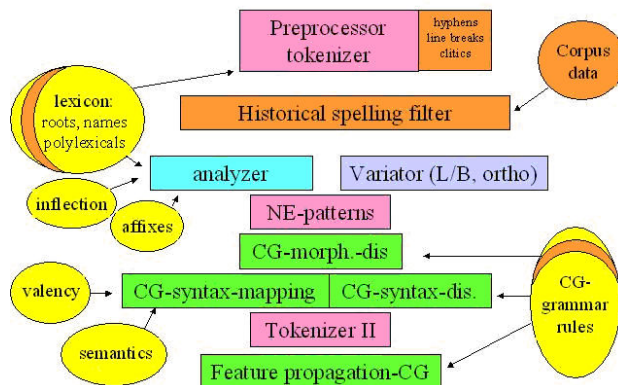 Preprocessor
tokenizer
hyphens
line breaks
clitics
Corpus
data
lexicon:
roots, names
polylexicals
Historical spelling filter
analyzer
Variator (L/B, ortho)
inflection
affixes
NE-patterns
CG-morph.-dis
CG-
grammar
rules
valency
CG-syntax-mapping
CG-syntax-dis.
Tokenizer II
semantics
Feature propagation-CG